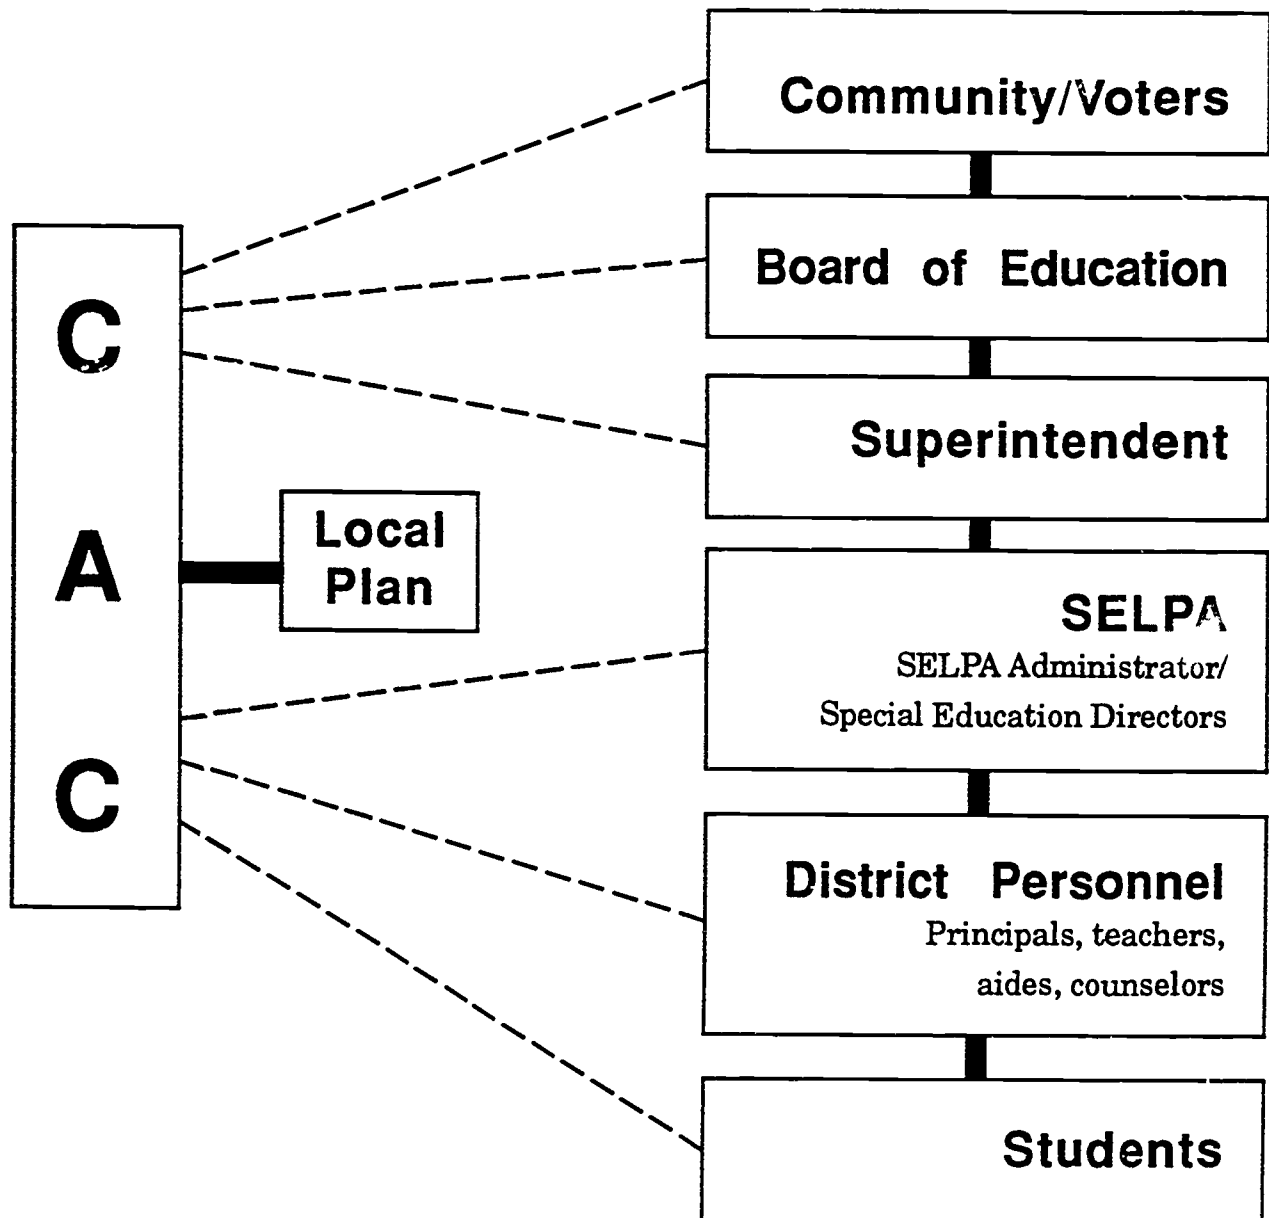 C
A
C
Local
Plan
Community/Voters
Board of Education
Superintendent
SELPA
SELPA Administrator/
Special Education Directors
District Personnel
Principals, teachers,
aides, counselors
Students